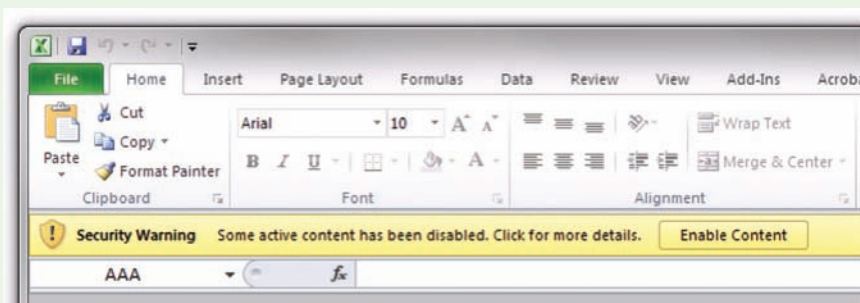 File Home Insert Page Layout Formulas Data Review View Add-Ins Acroba
Cut
Copy
Format Painter
Paste
Arial 10 A A
B I U A
Wrap Text
Merge & Center
Clipboard Font Alignment
Security Warning Some active content has been disabled. Click for more details. Enable Content
AAA fx